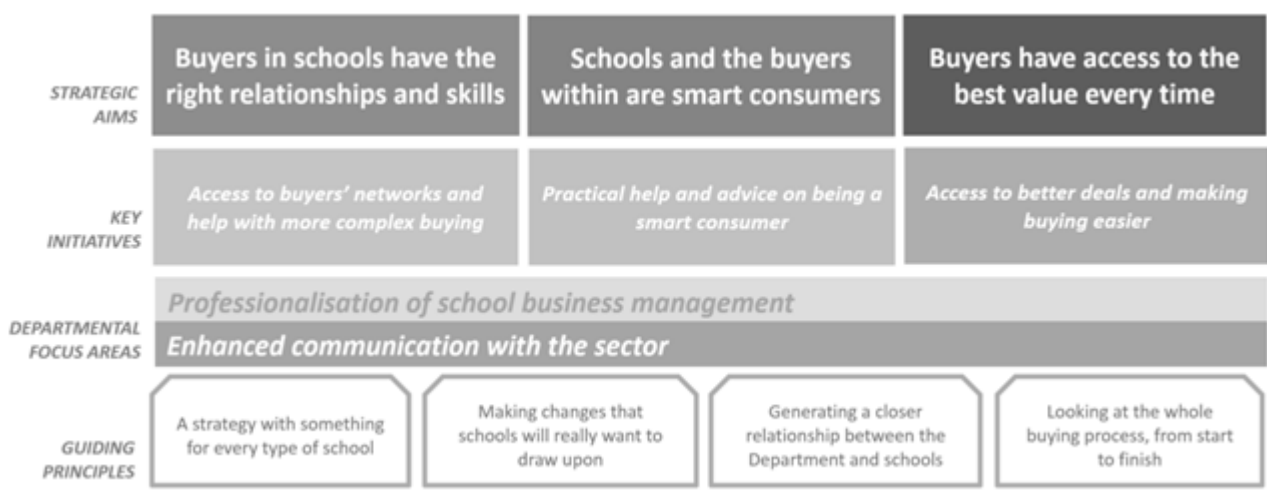 STRATEGIC
AIMS
Buyers in schools have the
right relationships and skills
Schools and the buyers
within are smart consumers
Buyers have access to the
best value every time
KEY
INITIATIVES
Access to buyers’ networks and
help with more complex buying
Practical help and advice on being a
smart consumer
Access to better deals and making
buying easier
DEPARTMENTAL
FOCUS AREAS
Professionalisation of school business management
Enhanced communication with the sector
GUIDING
PRINCIPLES
A strategy with something
for every type of school
Making changes that
schools will really want to
draw upon
Generating a closer
relationship between the
Department and schools
Looking at the whole
buying process, from start
to finish